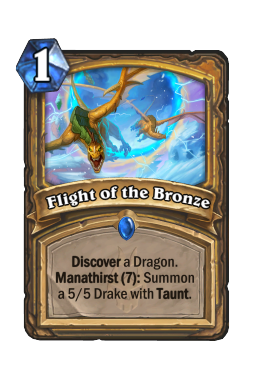 1
Flight of the Bronze
Discover a Dragon.
Manathirst (7): Summon
a 5/5 Drake with Taunt.